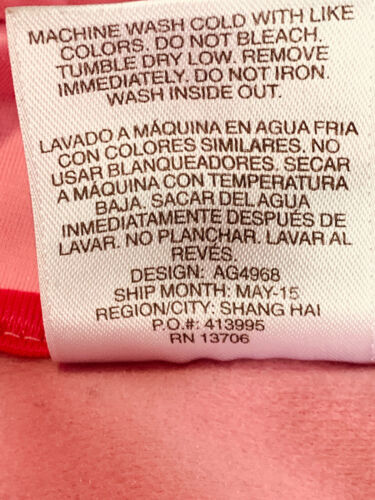 MACHINE WASH COLD WITH LIKE
COLORS. DO NOT BLEACH.
TUMBLE DRY LOW. REMOVE
IMMEDIATELY. DO NOT IRON.
WASH INSIDE OUT.
LAVADO A MÁQUINA EN AGUA FRIA
CON COLORES SIMILARES. NO
USAR BLANQUEADORES. SECAR
A MÁQUINA CON TEMPERATURA
BAJA. SACAR DEL AGUA
INMEDIATAMENTE DESPUÉS DE
LAVAR. NO PLANCHAR. LAVAR AL
REVÉS.
DESIGN: AG4968
SHIP MONTH: MAY-15
REGION/CITY: SHANG HAI
P.O.#: 413995
RN 13706